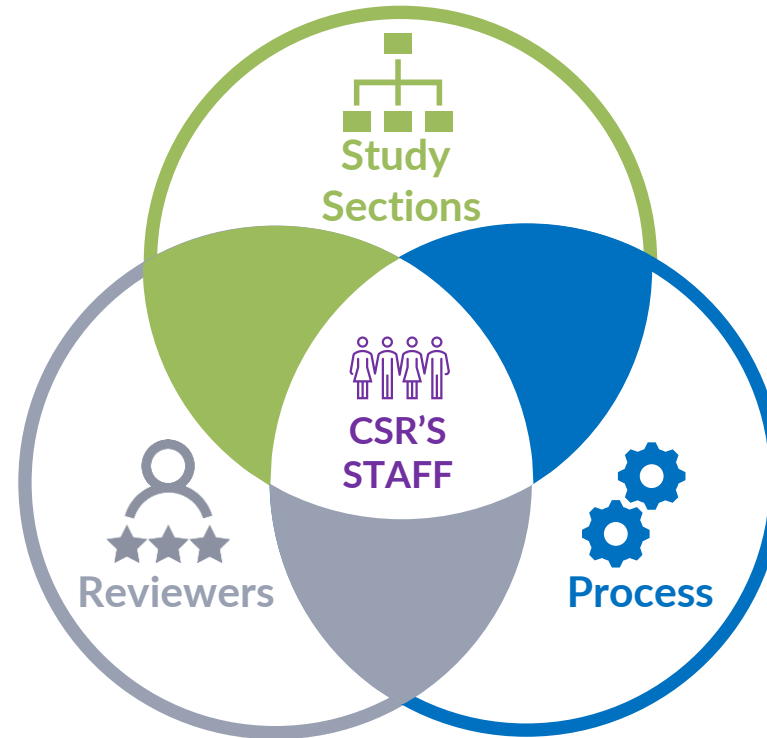 Study
Sections
CSR’S
STAFF
Reviewers
Process